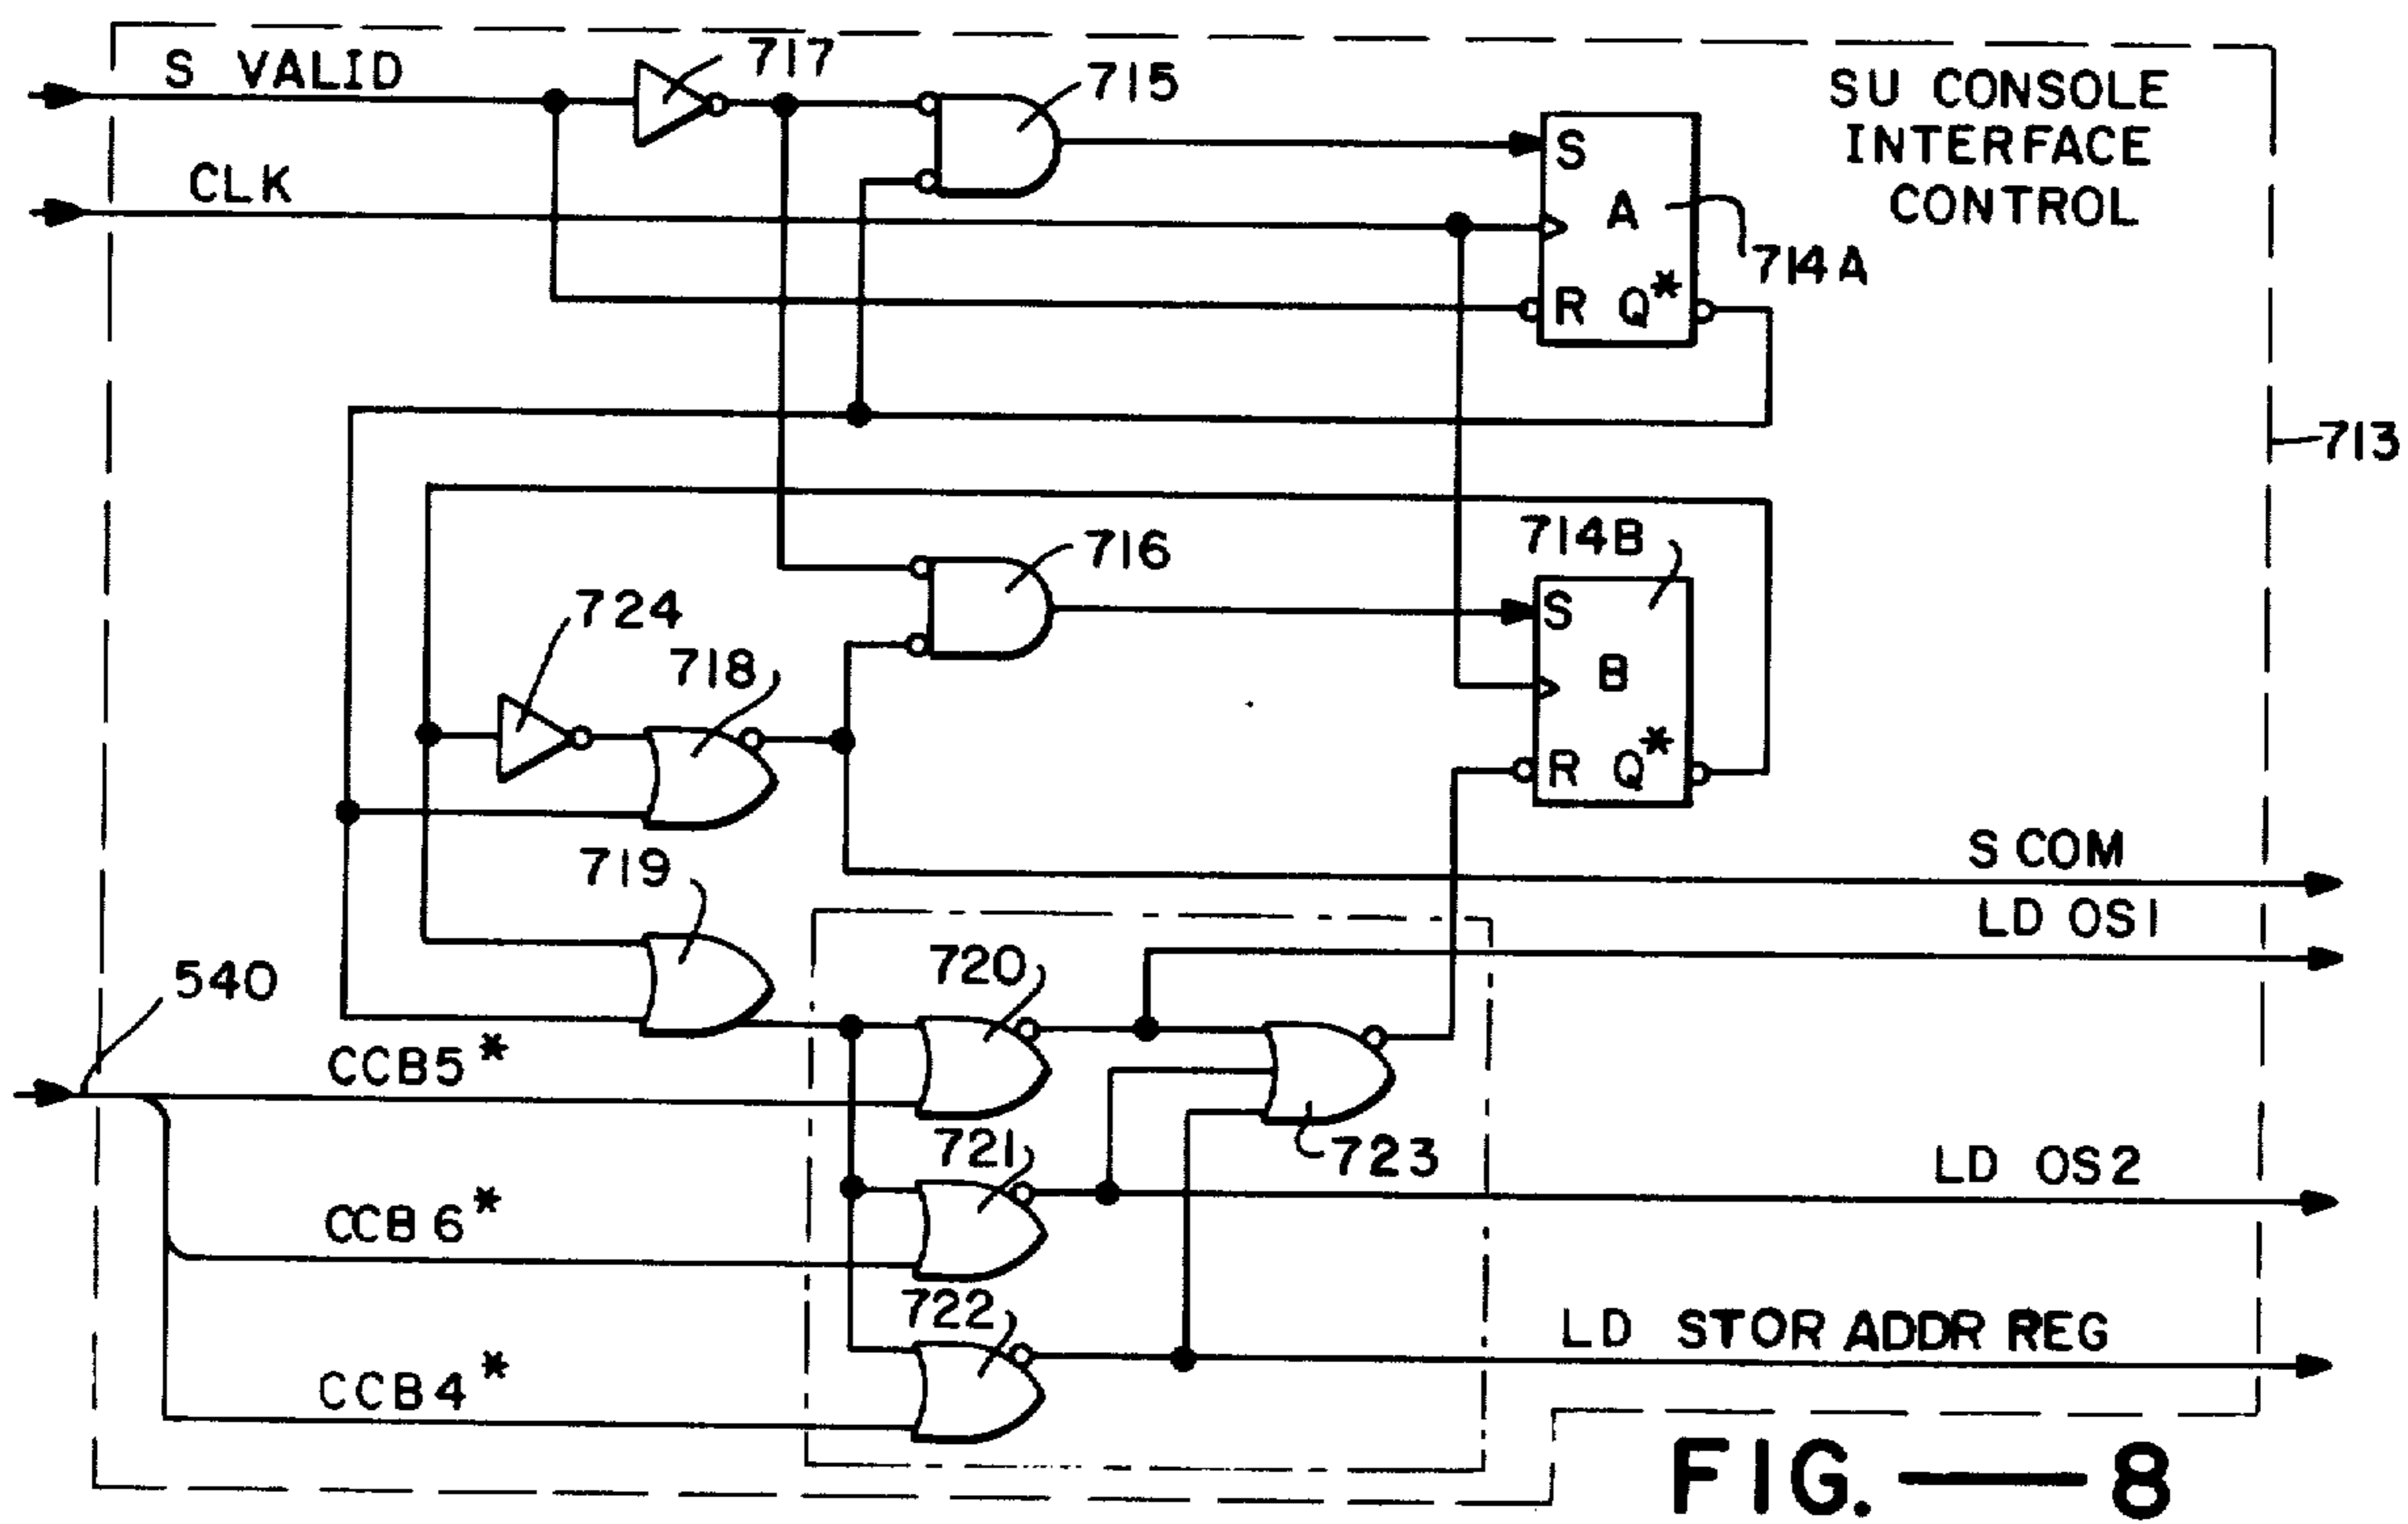 S VALID
717
715
SU CONSOLE
INTERFACE
CONTROL
CLK
S
A
714A
R Q*
713
714B
716
724
S
718
B
R Q*
S COM
719
LD OS1
720
540
CCB5*
721
723
LD OS2
CCB6*
722
LD STOR ADDR REG
CCB4*
FIG. — 8